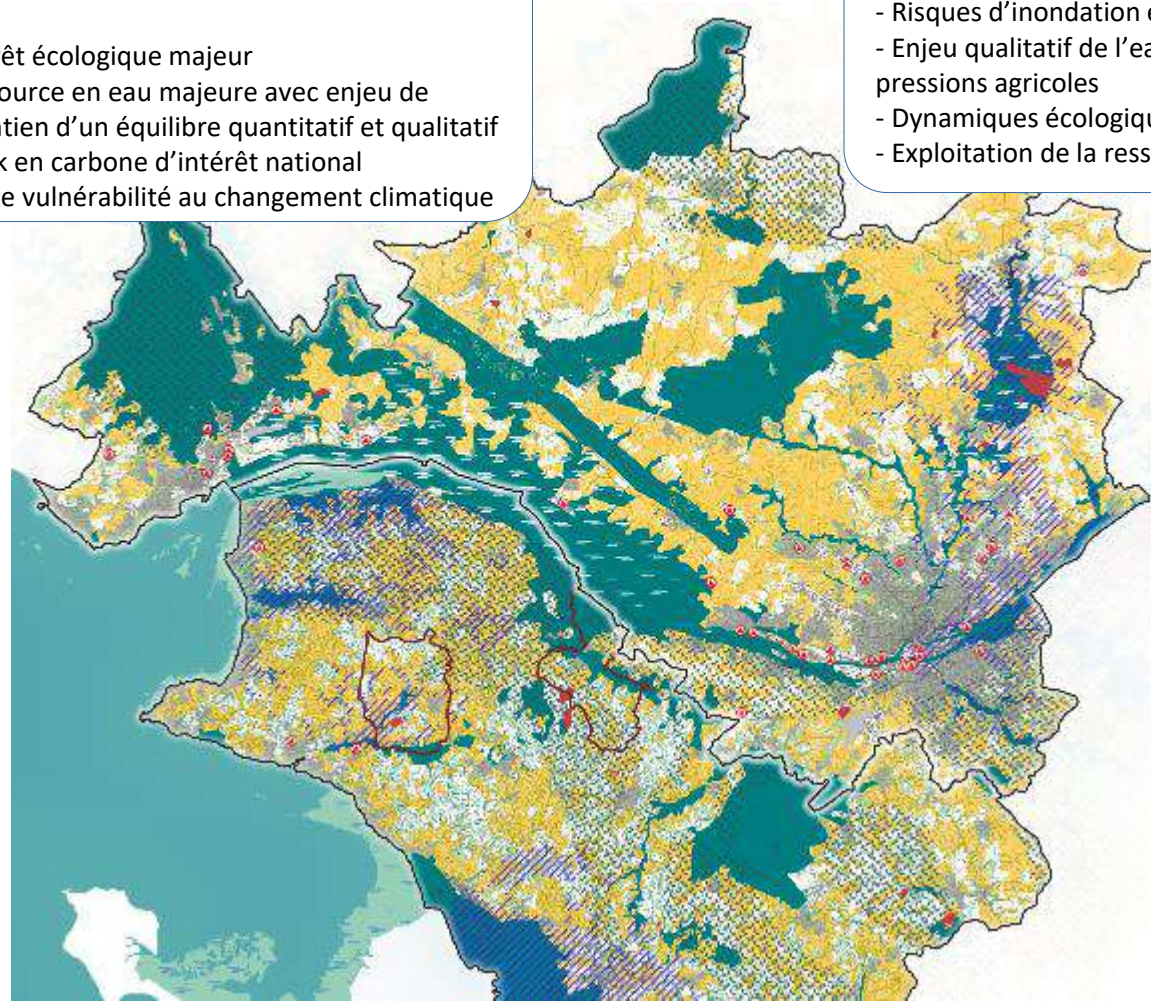 êt écologique majeur
ource en eau majeure avec enjeu de
tien d’un équilibre quantitatif et qualitatif
k en carbone d’intérêt national
e vulnérabilité au changement climatique
- Risques d’inondation e
- Enjeu qualitatif de l’ea
pressions agricoles
- Dynamiques écologiqu
- Exploitation de la ress